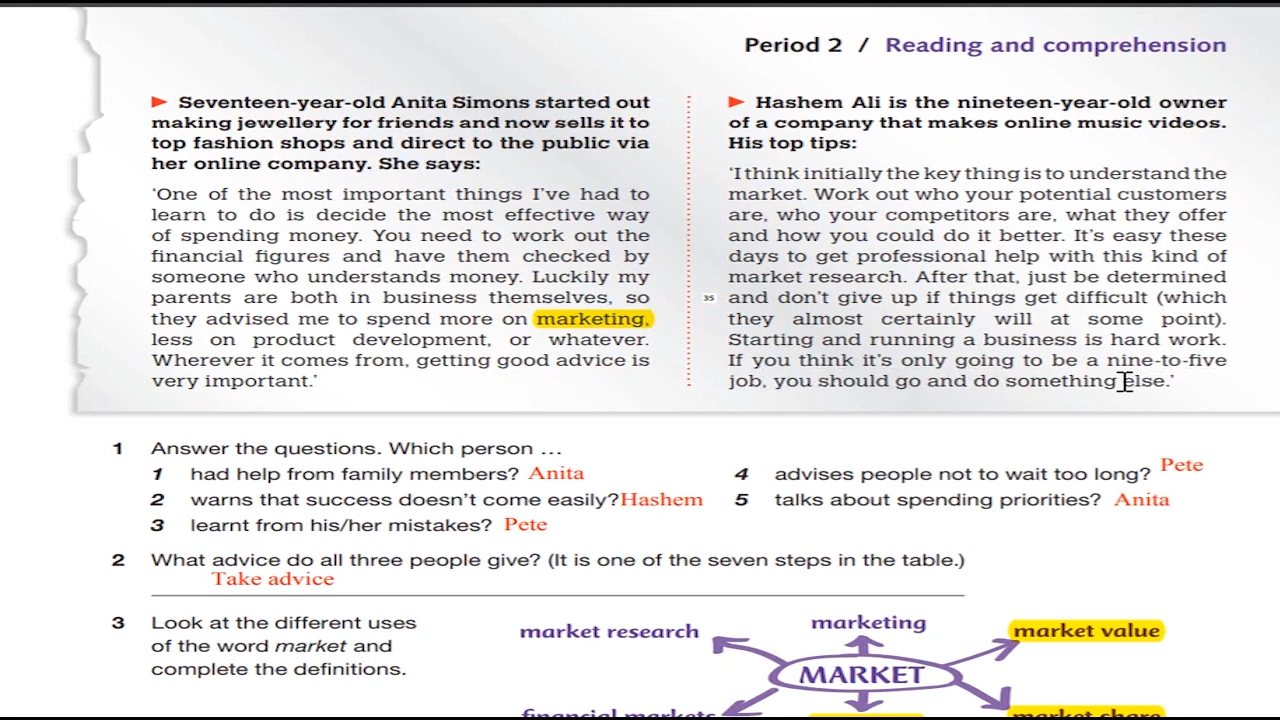 Period 2 / Reading and comprehension
► Seventeen-year-old Anita Simons started out
making jewellery for friends and now sells it to
top fashion shops and direct to the public via
her online company. She says:
'One of the most important things I've had to
learn to do is decide the most effective way
of spending money. You need to work out the
financial figures and have them checked by
someone who understands money. Luckily my
parents are both in business themselves, so
they advised me to spend more on marketing,
less on product development, or whatever.
Wherever it comes from, getting good advice is
very important.'
► Hashem Ali is the nineteen-year-old owner
of a company that makes online music videos.
His top tips:
'I think initially the key thing is to understand the
market. Work out who your potential customers
are, who your competitors are, what they offer
and how you could do it better. It's easy these
days to get professional help with this kind of
market research. After that, just be determined
35 and don't give up if things get difficult (which
they almost certainly will at some point).
Starting and running a business is hard work.
If you think it's only going to be a nine-to-five
job, you should go and do something else.'
1 Answer the questions. Which person ...
1 had help from family members? Anita
2 warns that success doesn't come easily? Hashem
3 learnt from his/her mistakes? Pete
4 advises people not to wait too long? Pete
5 talks about spending priorities? Anita
2 What advice do all three people give? (It is one of the seven steps in the table.)
Take advice
3 Look at the different uses
of the word market and
complete the definitions.
market research
marketing
market value
MARKET
financial markets
market share